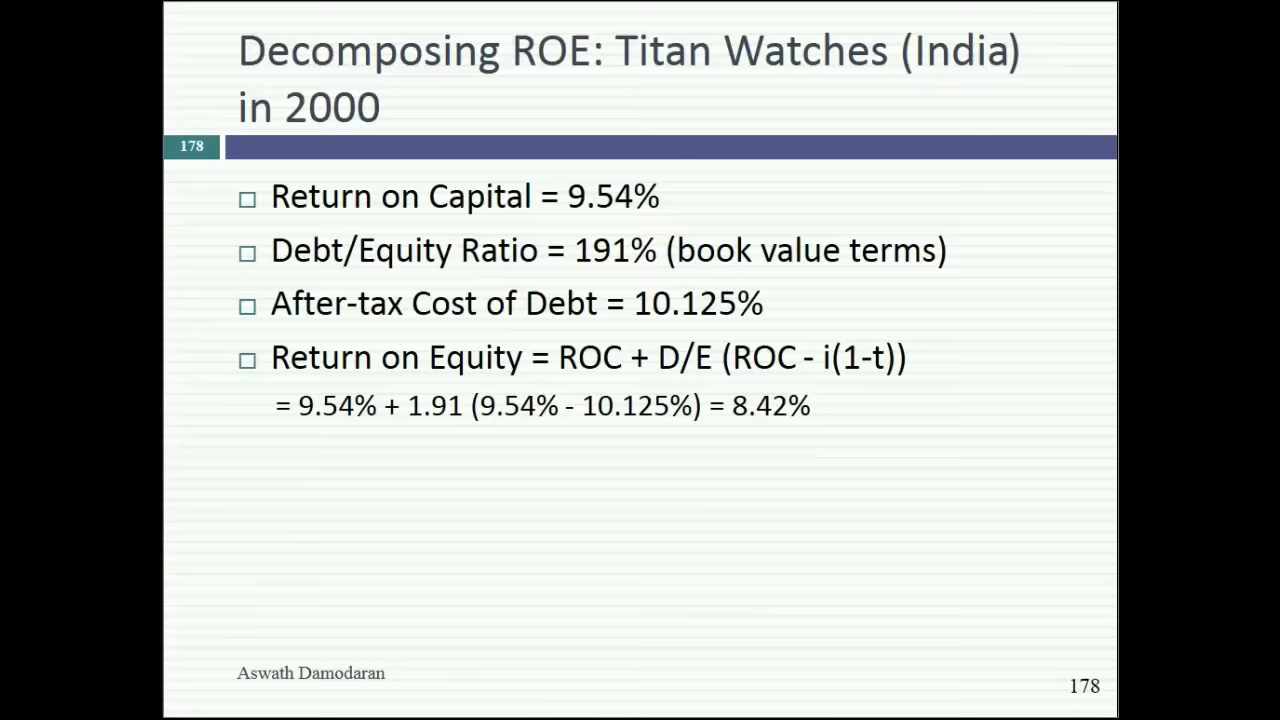 Decomposing ROE: Titan Watches (India)
in 2000
178
Return on Capital = 9.54%
Debt/Equity Ratio = 191% (book value terms)
After-tax Cost of Debt = 10.125%
Return on Equity = ROC + D/E (ROC - i(1-t))
= 9.54% + 1.91 (9.54% - 10.125%) = 8.42%
Aswath Damodaran
178